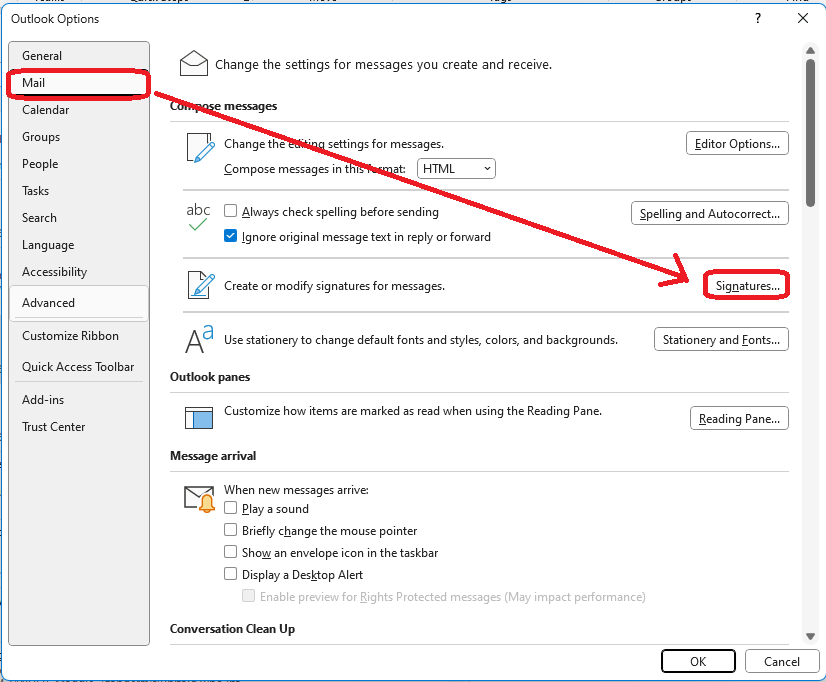 Outlook Options
?
General
Mail
Calendar
Groups
People
Tasks
Search
Language
Accessibility
Advanced
Customize Ribbon
Quick Access Toolbar
Add-ins
Trust Center
Change the settings for messages you create and receive.
Compose messages
Change the editing settings for messages.
Editor Options...
Compose messages in this format:
HTML
abc
Always check spelling before sending
Spelling and Autocorrect...
Ignore original message text in reply or forward
Create or modify signatures for messages.
Signatures...
Aa
Use stationery to change default fonts and styles, colors, and backgrounds.
Stationery and Fonts...
Outlook panes
Customize how items are marked as read when using the Reading Pane.
Reading Pane...
Message arrival
When new messages arrive:
Play a sound
Briefly change the mouse pointer
Show an envelope icon in the taskbar
Display a Desktop Alert
Enable preview for Rights Protected messages (May impact performance)
Conversation Clean Up
OK
Cancel